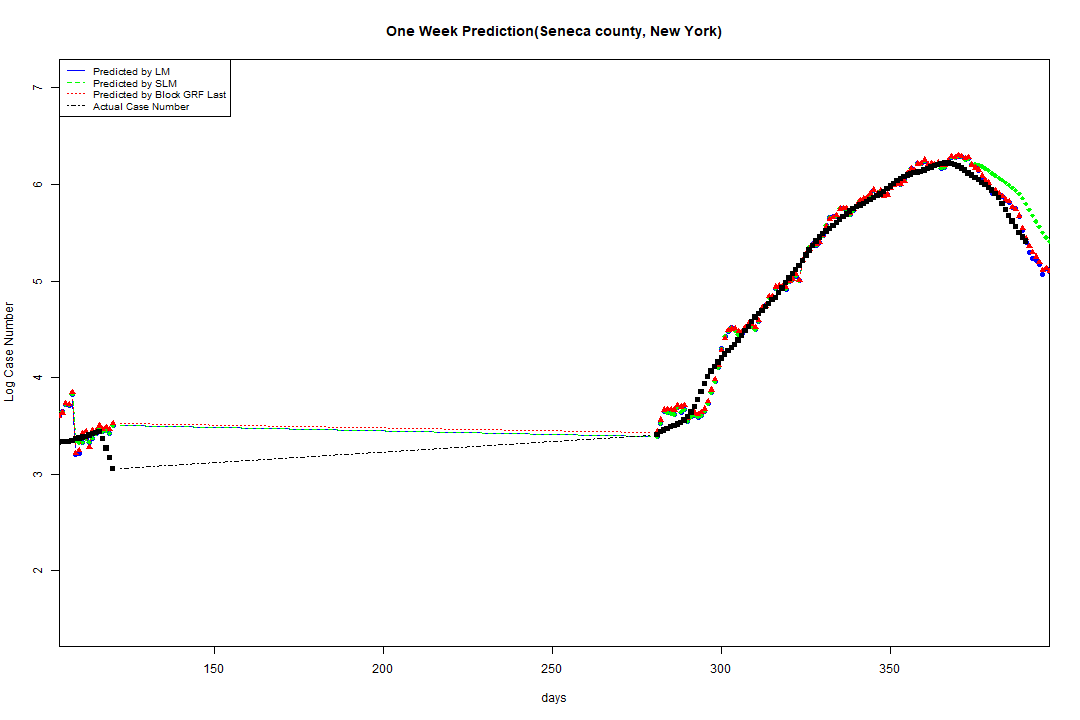 One Week Prediction(Seneca county, New York)
Predicted by LM
Predicted by SLM
Predicted by Block GRF Last
Actual Case Number
7
6
5
4
3
2
Log Case Number
150 200 250 300 350
days